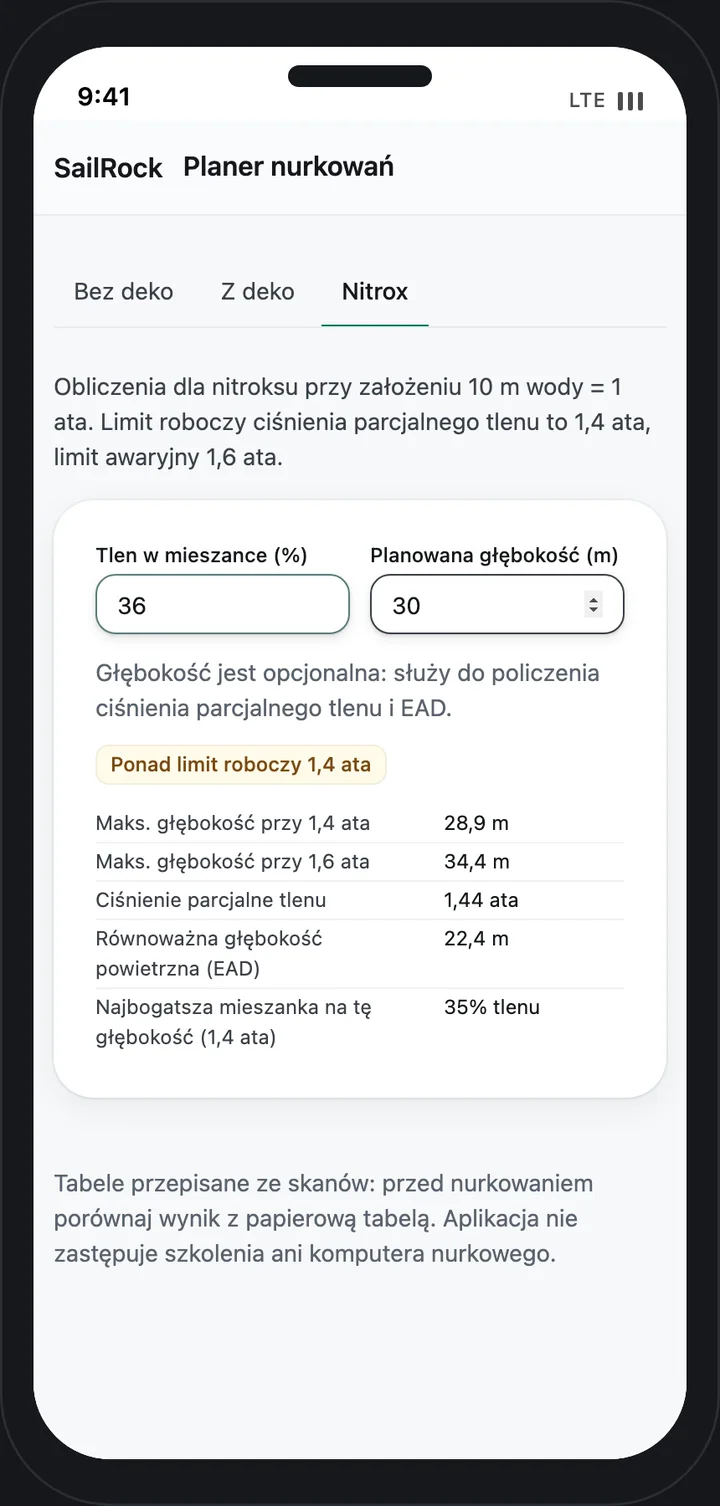 9:41
LTE
SailRock Planer nurkowań
Bez deko Z deko Nitrox
Obliczenia dla nitroksu przy założeniu 10 m wody = 1
ata. Limit roboczy ciśnienia parcjalnego tlenu to 1,4 ata,
limit awaryjny 1,6 ata.
Tlen w mieszance (%) Planowana głębokość (m)
36 30
Głębokość jest opcjonalna: służy do policzenia
ciśnienia parcjalnego tlenu i EAD.
Ponad limit roboczy 1,4 ata
Maks. głębokość przy 1,4 ata 28,9 m
Maks. głębokość przy 1,6 ata 34,4 m
Ciśnienie parcjalne tlenu 1,44 ata
Równoważna głębokość 22,4 m
powietrzna (EAD)
Najbogatsza mieszanka na tę 35% tlenu
głębokość (1,4 ata)
Tabele przepisane ze skanów: przed nurkowaniem
porównaj wynik z papierową tabelą. Aplikacja nie
zastępuje szkolenia ani komputera nurkowego.